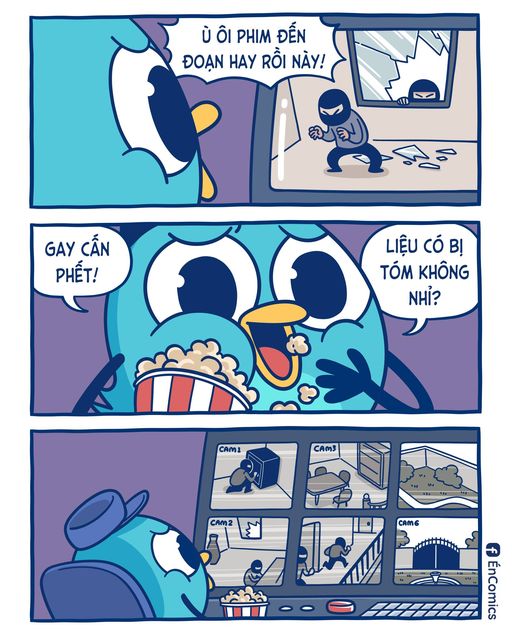 Ù ÔI PHIM ĐẾN
ĐOẠN HAY RỒI NÀY!
GAY CẤN
PHẾT!
LIỆU CÓ BỊ
TÓM KHÔNG
NHỈ?
CAM1
CAM3
CAM2
CAM6
ÉnComics